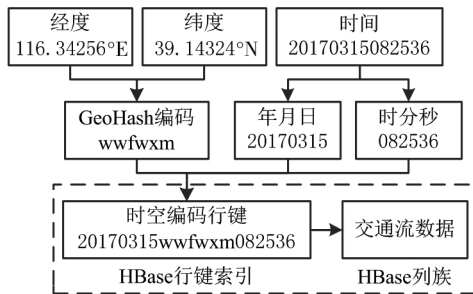 经度
116.34256°E
纬度
39.14324°N
时间
20170315082536
GeoHash编码
wwfwxm
年月日
20170315
时分秒
082536
时空编码行键
20170315wwfwxm082536
交通流数据
HBase行键索引
HBase列族